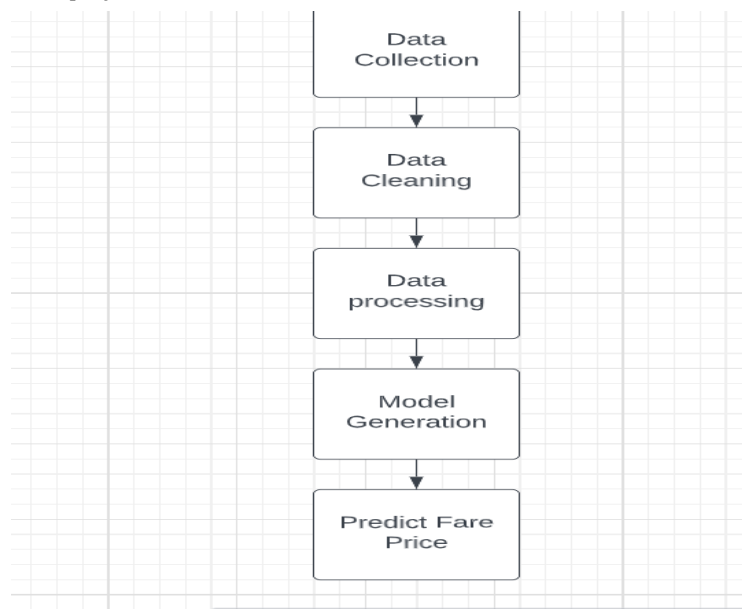 Data
Collection
Data
Cleaning
Data
processing
Model
Generation
Predict Fare
Price